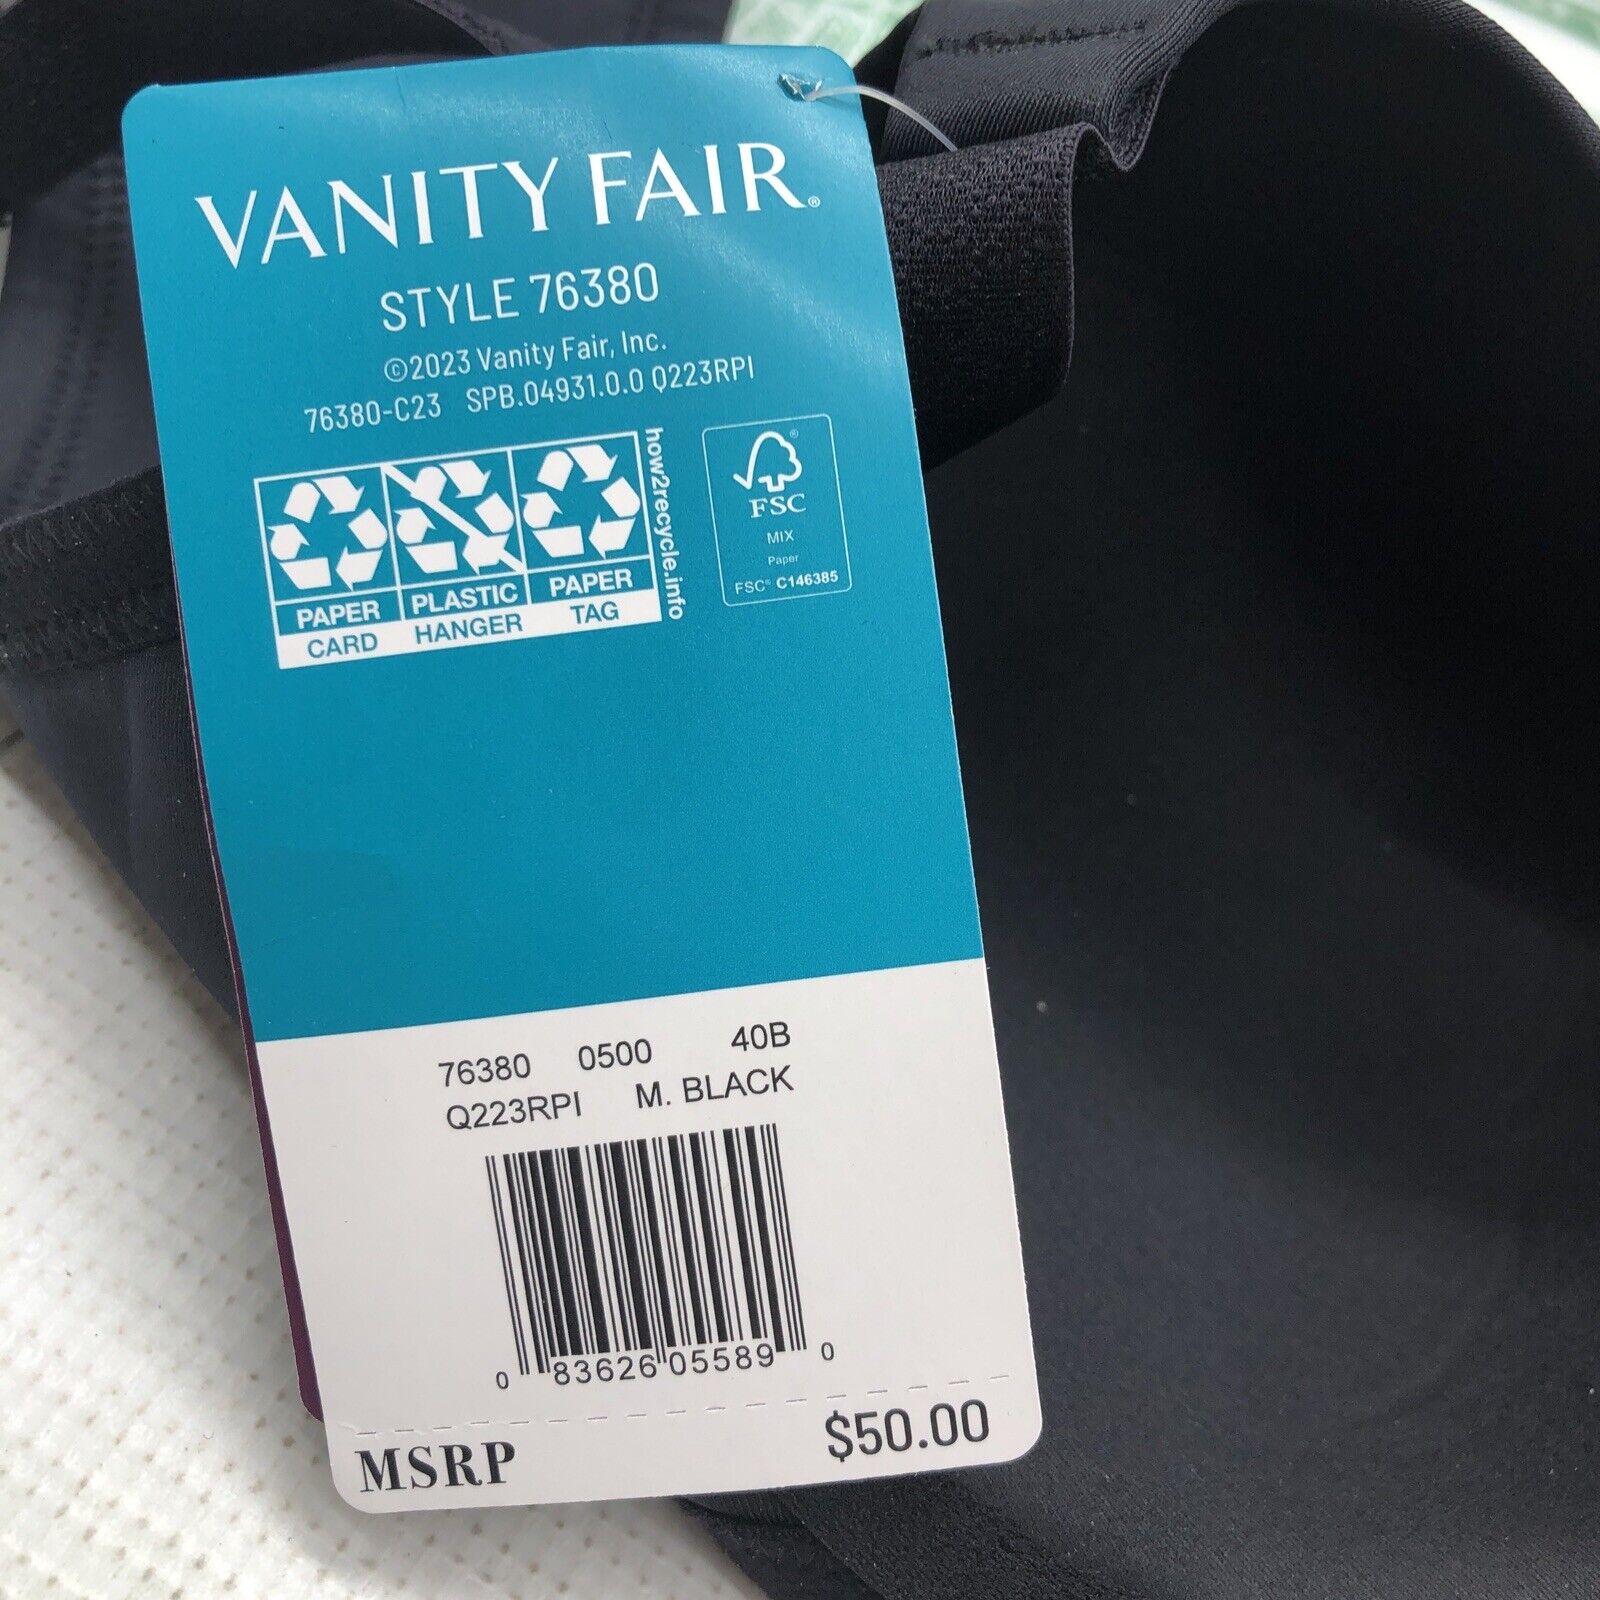 VANITY FAIR®
STYLE 76380
©2023 Vanity Fair, Inc.
76380-C23 SPB.04931.0.0 Q223RPI
PAPER PLASTIC PAPER
CARD HANGER TAG
how2recycle.info
®
FSC
MIX
Paper
FSC® C146385
76380 0500 40B
Q223RPI M. BLACK
0 83626 05589 0
MSRP $50.00